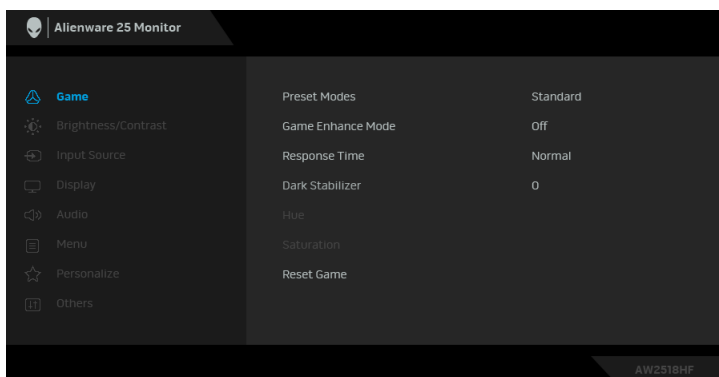 Alienware 25 Monitor
Game
Brightness/Contrast
Input Source
Display
Audio
Menu
Personalize
Others
Preset Modes Standard
Game Enhance Mode Off
Response Time Normal
Dark Stabilizer 0
Hue
Saturation
Reset Game
AW2518HF